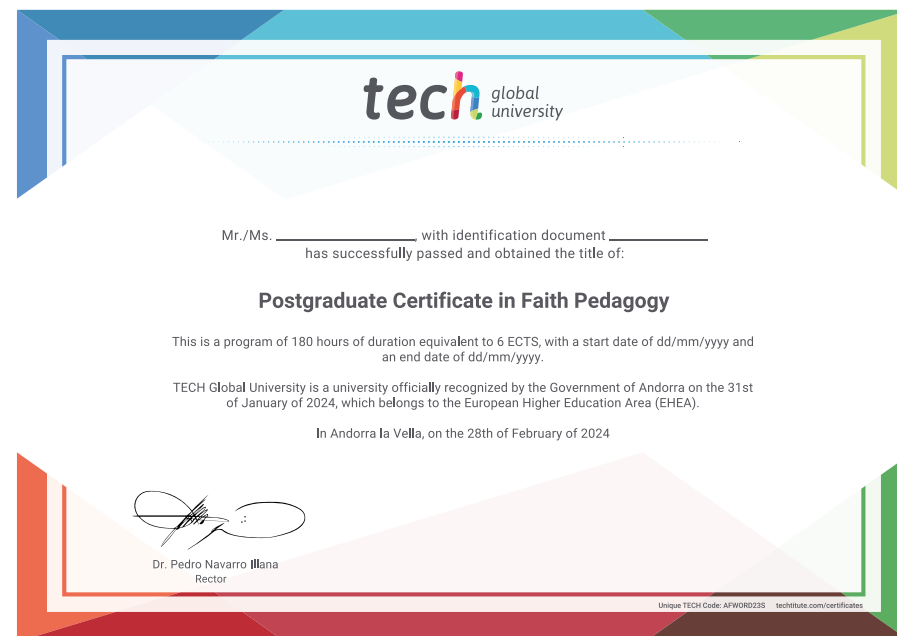 tech global
university
Mr./Ms. ____________, with identification document ____________
has successfully passed and obtained the title of:
Postgraduate Certificate in Faith Pedagogy
This is a program of 180 hours of duration equivalent to 6 ECTS, with a start date of dd/mm/yyyy and
an end date of dd/mm/yyyy.
TECH Global University is a university officially recognized by the Government of Andorra on the 31st
of January of 2024, which belongs to the European Higher Education Area (EHEA).
In Andorra la Vella, on the 28th of February of 2024
Dr. Pedro Navarro Illana
Rector
Unique TECH Code: AFWORD23S techtitute.com/certificates